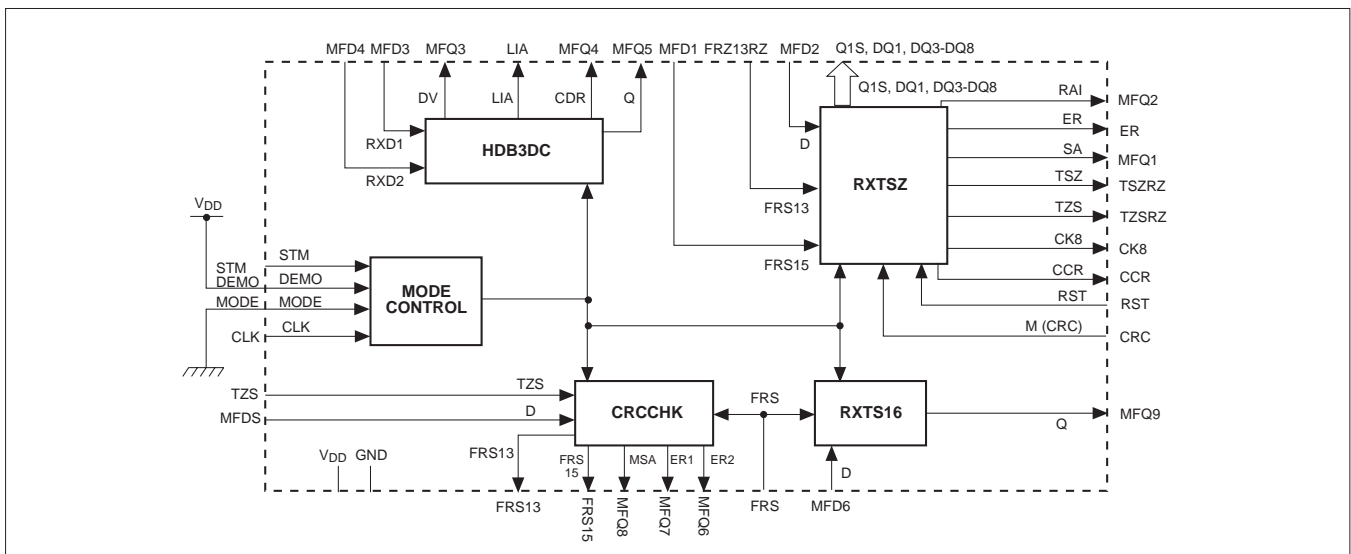 MFD4 MFD3 MFQ3 LIA MFQ4 MFQ5 MFD1 FRZ13RZ MFD2 Q1S, DQ1, DQ3-DQ8
Q1S, DQ1, DQ3-DQ8
DV LIA CDR Q
RXD1
RXD2
HDB3DC
D
FRS13
FRS15
RXTSZ
RAI MFQ2
ER ER
SA MFQ1
TSZ TSZRZ
TZS TZSRZ
CK8 CK8
CCR CCR
RST RST
M (CRC) CRC
VDD
STM STM
DEMO DEMO
MODE MODE
CLK CLK
MODE
CONTROL
TZS TZS
MFDS D
CRCCHK
FRS
RXTS16
Q MFQ9
VDD GND
FRS13
FRS
15
MSA ER1 ER2
D
FRS13 FRS15 MFQ8 MFQ7 MFQ6 FRS MFD6